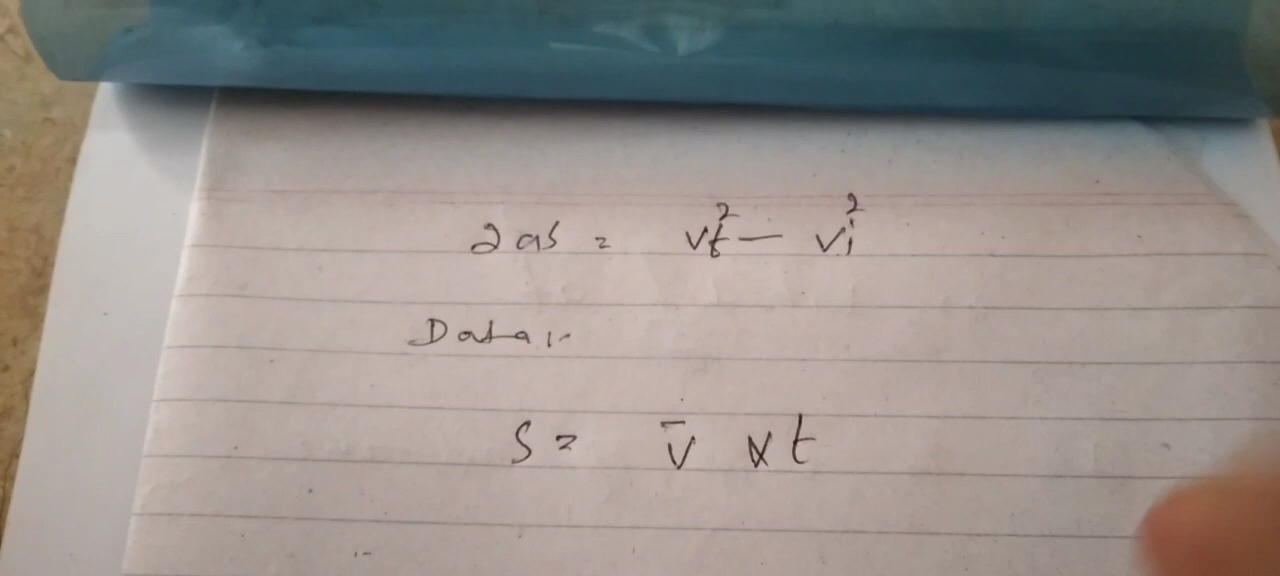 2as = vf² - vi²
Data:-
S = v̄ x t